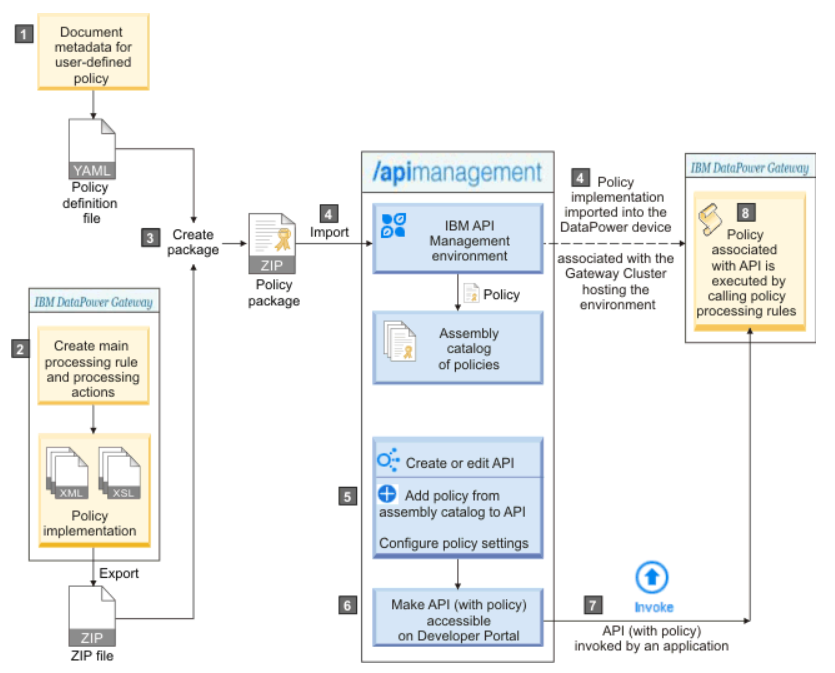 1
Document
metadata for
user-defined
policy
YAML
Policy
definition
file
3
Create
package
ZIP
Policy
package
4
Import
IBM DataPower Gateway
2
Create main
processing rule
and processing
actions
XML
XSL
Policy
implementation
Export
ZIP
ZIP file
/apimanagement
IBM API
Management
environment
Policy
Assembly
catalog
of policies
Create or edit API
5
Add policy from
assembly catalog to API
Configure policy settings
6
Make API (with policy)
accessible
on Developer Portal
4
Policy
implementation
imported into the
DataPower device
associated with the
Gateway Cluster
hosting the
environment
7
Invoke
API (with policy)
invoked by an application
IBM DataPower Gateway
8
Policy
associated
with API is
executed by
calling policy
processing rules